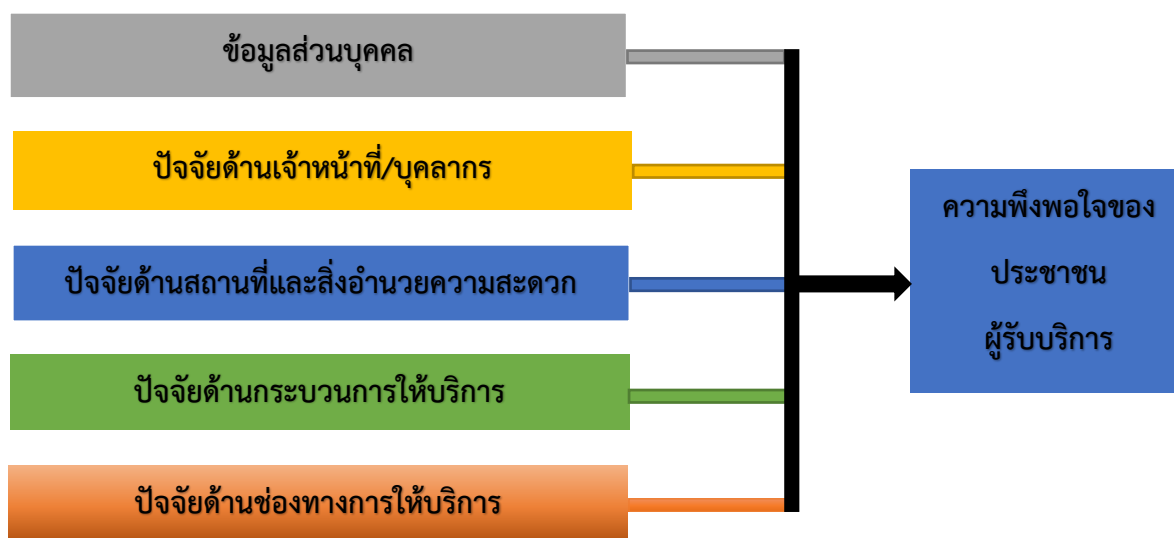 ข้อมูลส่วนบุคคล
ปัจจัยด้านเจ้าหน้าที่/บุคลากร
ปัจจัยด้านสถานที่และสิ่งอำนวยความสะดวก
ปัจจัยด้านกระบวนการให้บริการ
ปัจจัยด้านช่องทางการให้บริการ
ความพึงพอใจของ
ประชาชน
ผู้รับบริการ